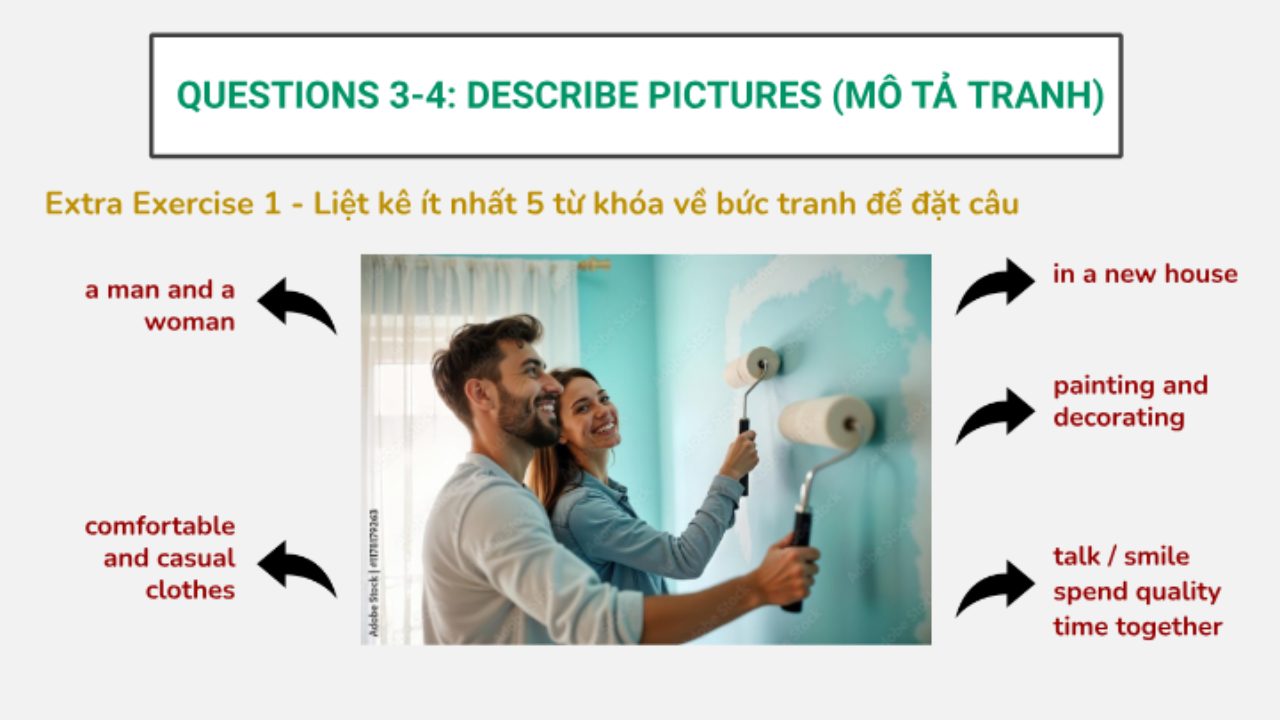 QUESTIONS 3-4: DESCRIBE PICTURES (MÔ TẢ TRANH)
Extra Exercise 1 - Liệt kê ít nhất 5 từ khóa về bức tranh để đặt câu
a man and a
woman
comfortable
and casual
clothes
in a new house
painting and
decorating
talk / smile
spend quality
time together